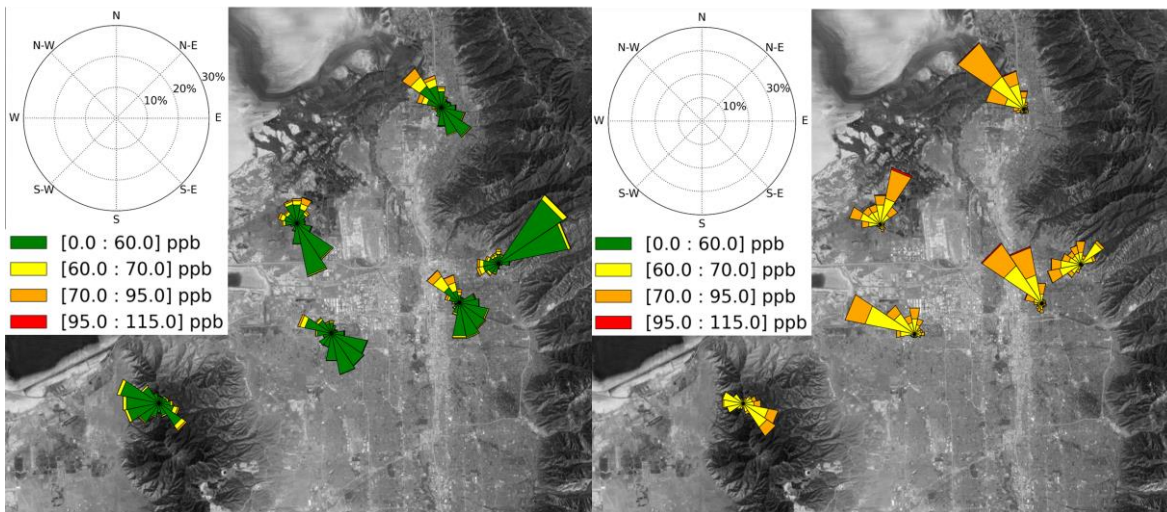 N
N-W
N-E
30%
20%
10%
W
E
S-W
S-E
S
[0.0 : 60.0] ppb
[60.0 : 70.0] ppb
[70.0 : 95.0] ppb
[95.0 : 115.0] ppb
N
N-W
N-E
30%
10%
W
E
S-W
S-E
S
[0.0 : 60.0] ppb
[60.0 : 70.0] ppb
[70.0 : 95.0] ppb
[95.0 : 115.0] ppb